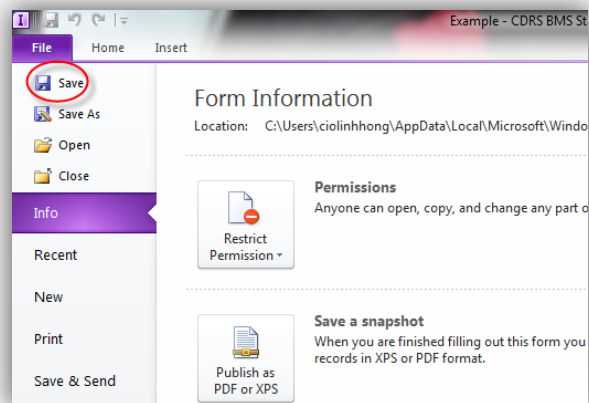 Example - CDRS BMS St
File Home Insert
Save
Save As
Open
Close
Info
Recent
New
Print
Save & Send
Form Information
Location: C:\Users\ciolinhhong\AppData\Local\Microsoft\Windo
Restrict
Permission
Permissions
Anyone can open, copy, and change any part o
Publish as
PDF or XPS
Save a snapshot
When you are finished filling out this form you
records in XPS or PDF format.